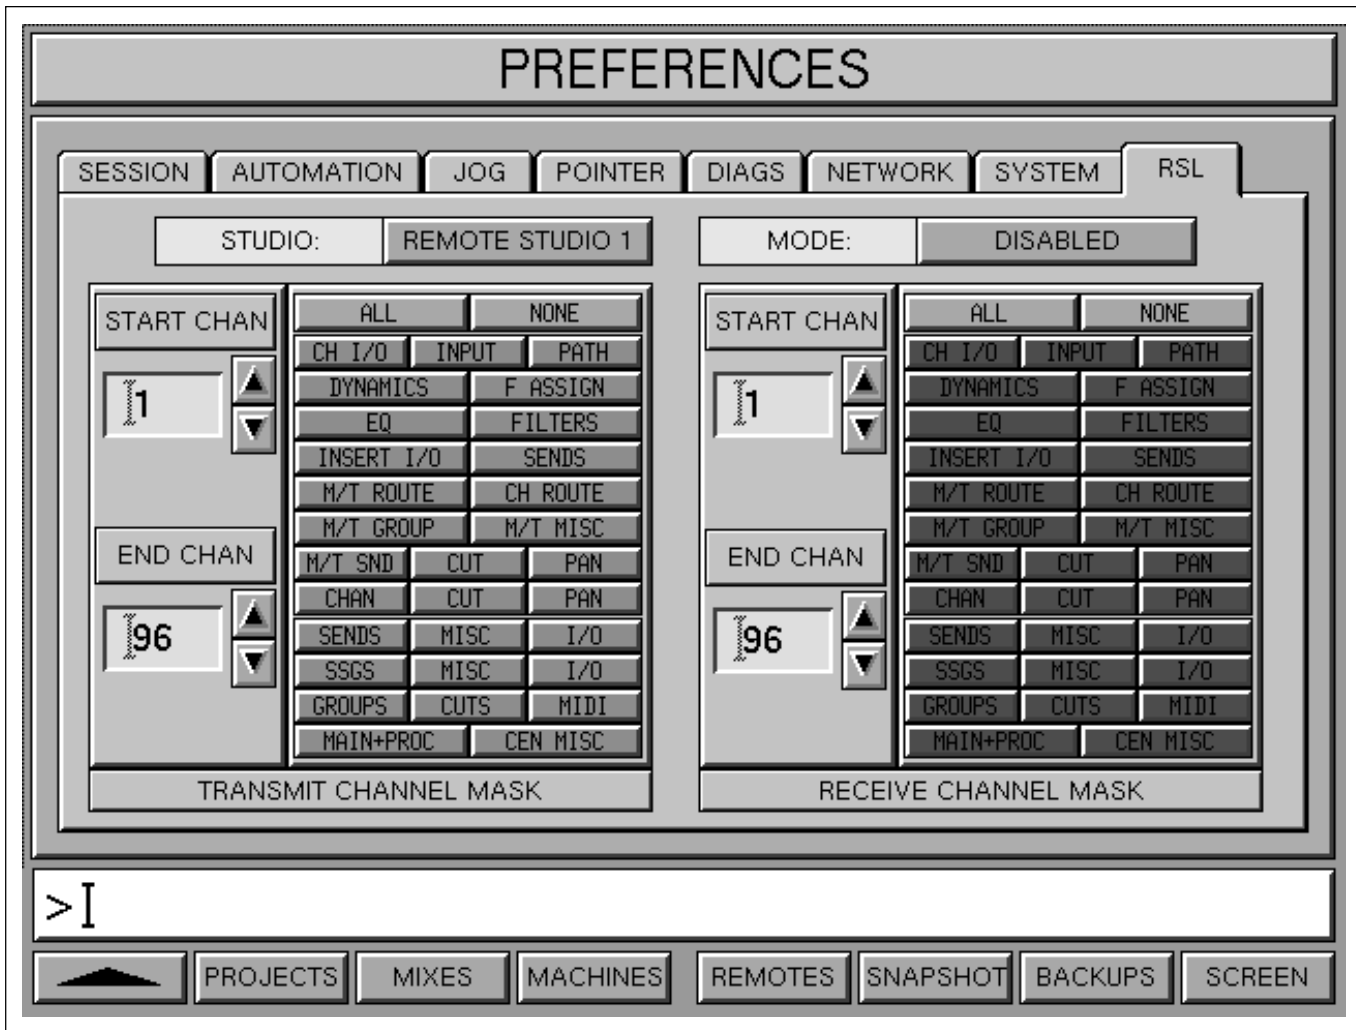 PREFERENCES
SESSION AUTOMATION JOG POINTER DIAGS NETWORK SYSTEM RSL
STUDIO: REMOTE STUDIO 1 MODE: DISABLED
START CHAN
1
END CHAN
96
ALL NONE
CH I/O INPUT PATH
DYNAMICS F ASSIGN
EQ FILTERS
INSERT I/O SENDS
M/T ROUTE CH ROUTE
M/T GROUP M/T MISC
M/T SND CUT PAN
CHAN CUT PAN
SENDS MISC I/O
SSGS MISC I/O
GROUPS CUTS MIDI
MAIN+PROC CEN MISC
TRANSMIT CHANNEL MASK
START CHAN
1
END CHAN
96
ALL NONE
CH I/O INPUT PATH
DYNAMICS F ASSIGN
EQ FILTERS
INSERT I/O SENDS
M/T ROUTE CH ROUTE
M/T GROUP M/T MISC
M/T SND CUT PAN
CHAN CUT PAN
SENDS MISC I/O
SSGS MISC I/O
GROUPS CUTS MIDI
MAIN+PROC CEN MISC
RECEIVE CHANNEL MASK
>
PROJECTS MIXES MACHINES REMOTES SNAPSHOT BACKUPS SCREEN